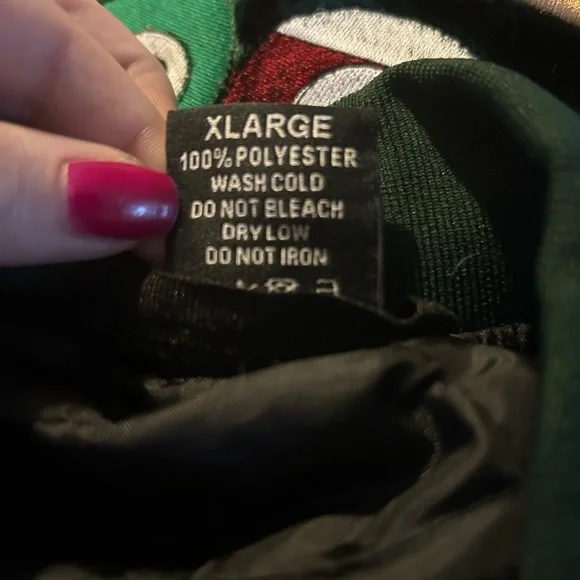 XLARGE
100% POLYESTER
WASH COLD
DO NOT BLEACH
DRY LOW
DO NOT IRON